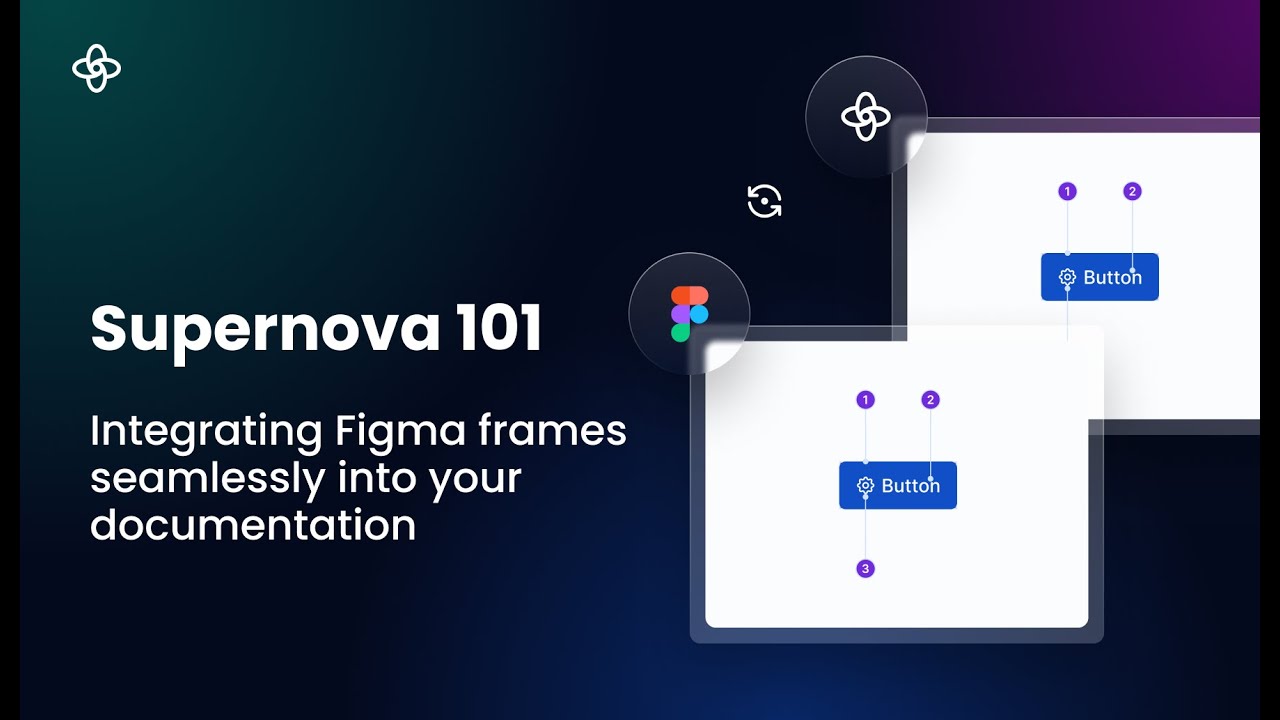 Supernova 101
Integrating Figma frames
seamlessly into your
documentation
1 2
Button
1 2
Button
3